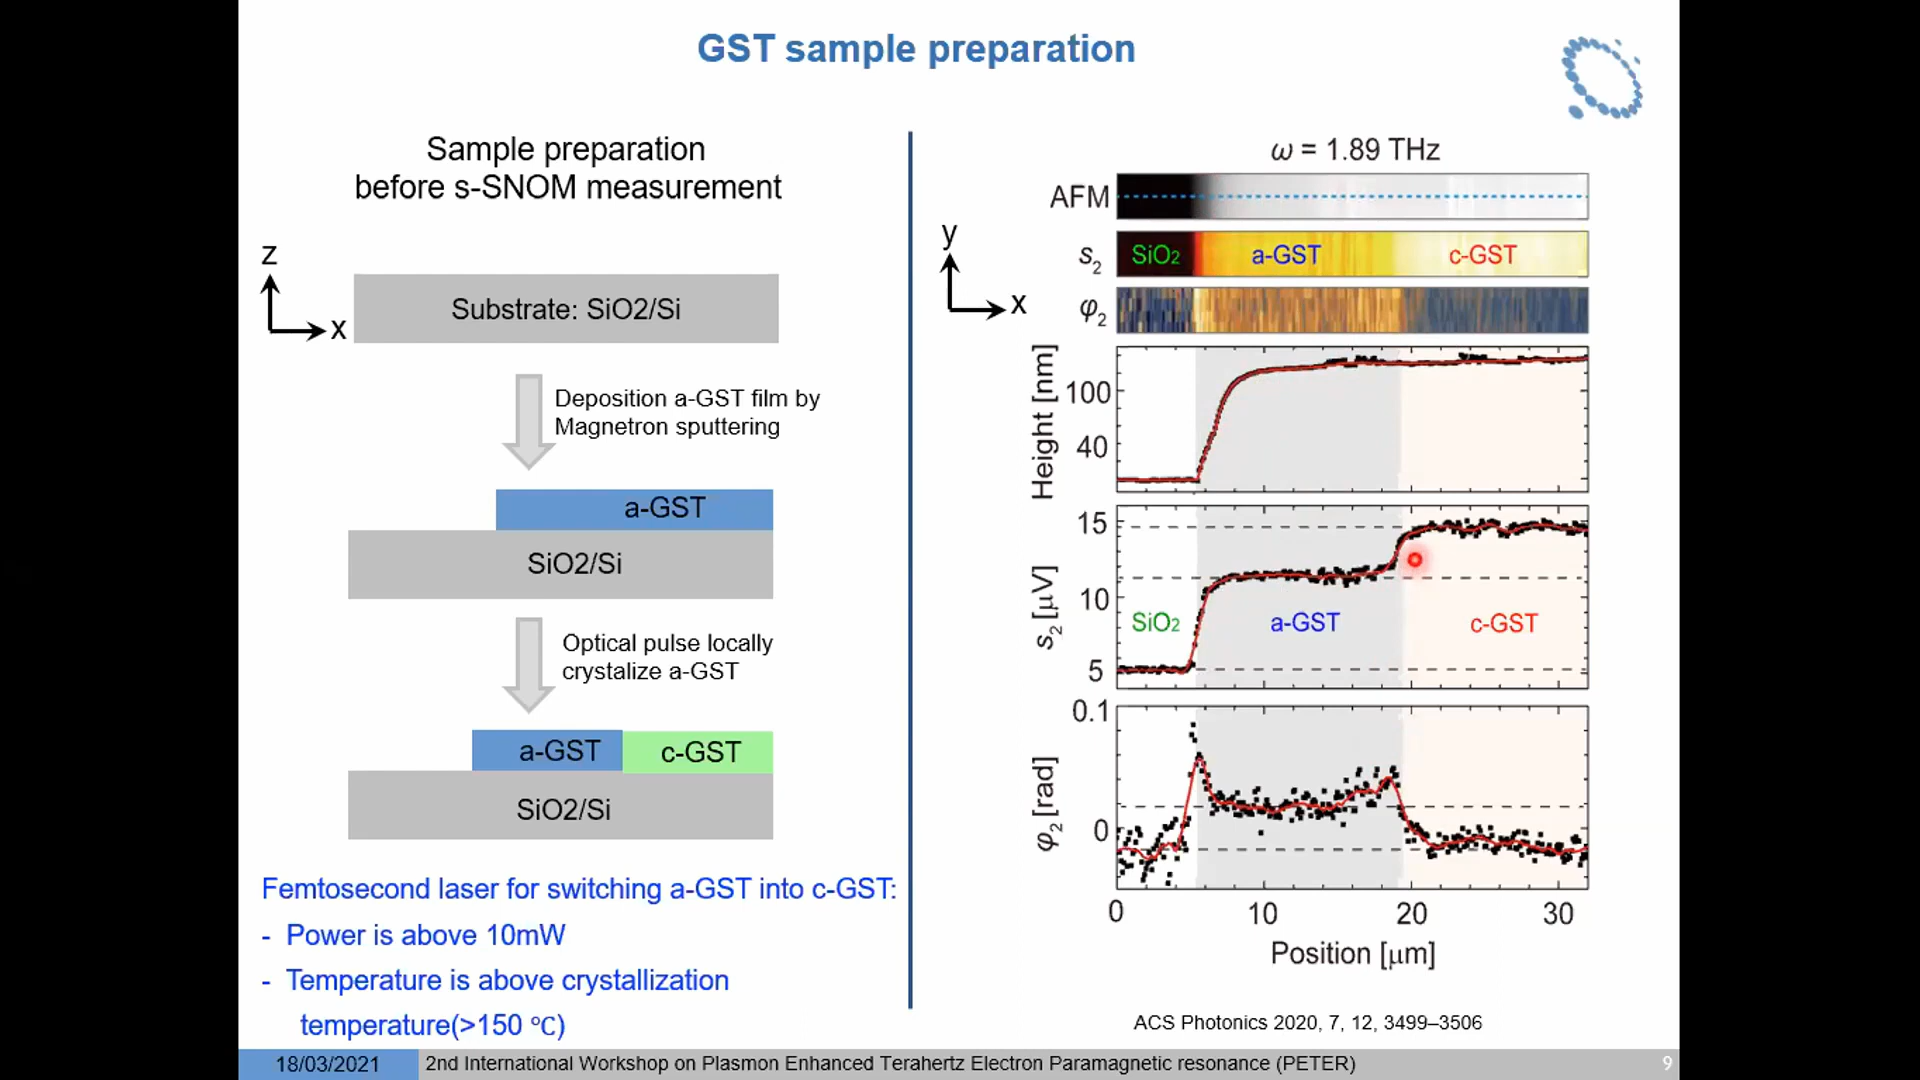 GST sample preparation
Sample preparation
before s-SNOM measurement
z
x
Substrate: SiO2/Si
Deposition a-GST film by
Magnetron sputtering
a-GST
SiO2/Si
Optical pulse locally
crystalize a-GST
a-GST
c-GST
SiO2/Si
Femtosecond laser for switching a-GST into c-GST:
- Power is above 10mW
- Temperature is above crystallization
temperature(>150 ℃)
ω = 1.89 THz
y
x
AFM
s₂
SiO₂ a-GST c-GST
φ₂
Height [nm]
100
40
s₂ [μV]
15
10
5
SiO₂ a-GST c-GST
φ₂ [rad]
0.1
0
0 10 20 30
Position [μm]
ACS Photonics 2020, 7, 12, 3499–3506
18/03/2021
2nd International Workshop on Plasmon Enhanced Terahertz Electron Paramagnetic resonance (PETER)
9